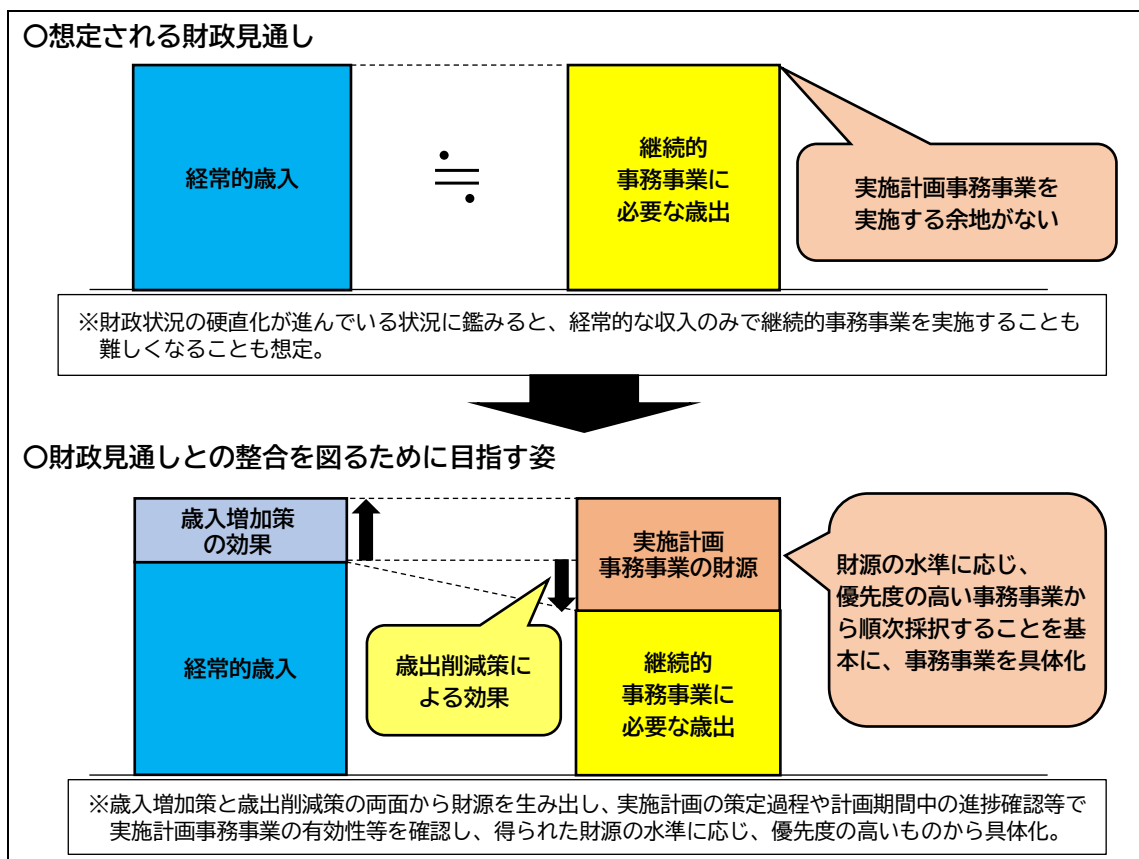 〇想定される財政見通し
経常的歳入
≒
継続的
事務事業に
必要な歳出
実施計画事務事業を
実施する余地がない
※財政状況の硬直化が進んでいる状況に鑑みると、経常的な収入のみで継続的事務事業を実施することも
難しくなることも想定。
〇財政見通しとの整合を図るために目指す姿
歳入増加策
の効果
経常的歳入
歳出削減策に
よる効果
実施計画
事務事業の財源
継続的
事務事業に
必要な歳出
財源の水準に応じ、
優先度の高い事務事業か
ら順次採択することを基
本に、事務事業を具体化
※歳入増加策と歳出削減策の両面から財源を生み出し、実施計画の策定過程や計画期間中の進捗確認等で
実施計画事務事業の有効性等を確認し、得られた財源の水準に応じ、優先度の高いものから具体化。